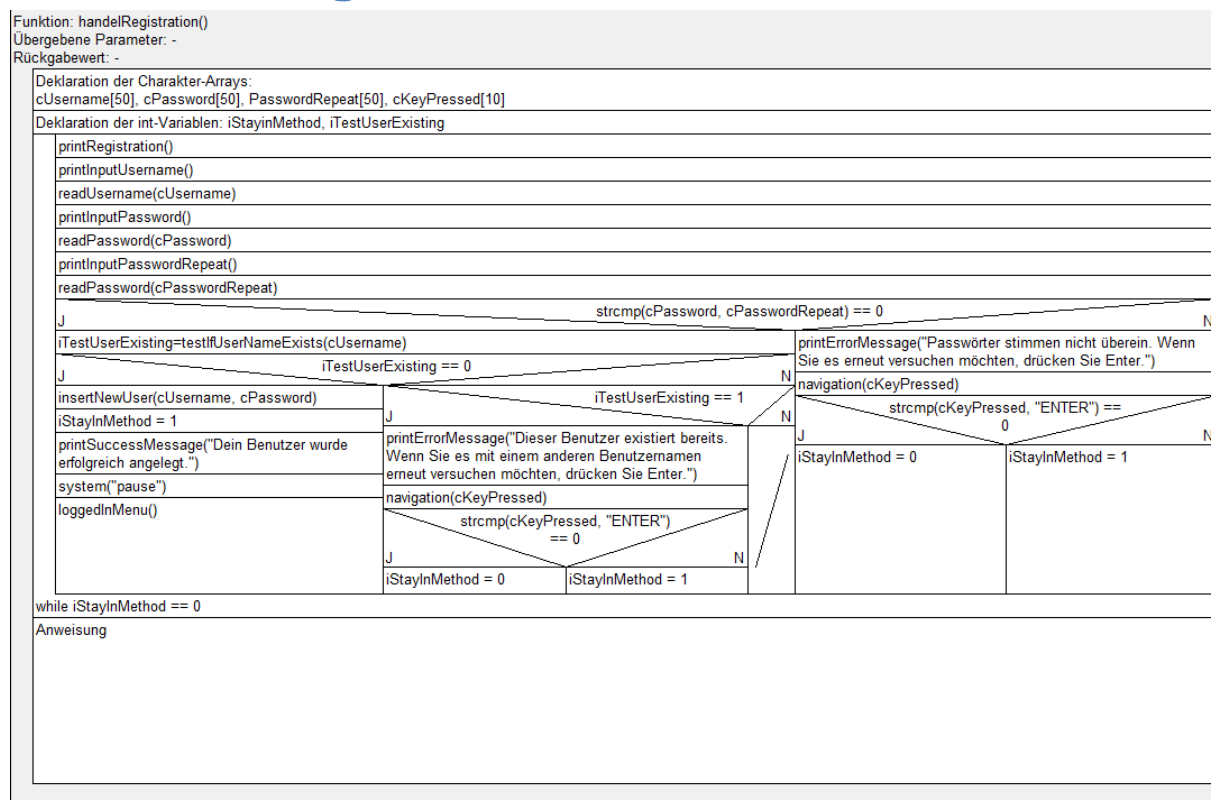 Funktion: handelRegistration()
Übergebene Parameter: -
Rückgabewert: -
Deklaration der Charakter-Arrays:
cUsername[50], cPassword[50], PasswordRepeat[50], cKeyPressed[10]
Deklaration der int-Variablen: iStayinMethod, iTestUserExisting
printRegistration()
printInputUsername()
readUsername(cUsername)
printInputPassword()
readPassword(cPassword)
printInputPasswordRepeat()
readPassword(cPasswordRepeat)
strcmp(cPassword, cPasswordRepeat) == 0
J
N
iTestUserExisting=testIfUserNameExists(cUsername)
iTestUserExisting == 0
J
N
insertNewUser(cUsername, cPassword)
iStayInMethod = 1
printSuccessMessage("Dein Benutzer wurde
erfolgreich angelegt.")
system("pause")
loggedInMenu()
iTestUserExisting == 1
J
N
printErrorMessage("Dieser Benutzer existiert bereits.
Wenn Sie es mit einem anderen Benutzernamen
erneut versuchen möchten, drücken Sie Enter.")
navigation(cKeyPressed)
strcmp(cKeyPressed, "ENTER")
== 0
J
N
iStayInMethod = 0
iStayInMethod = 1
printErrorMessage("Passwörter stimmen nicht überein. Wenn
Sie es erneut versuchen möchten, drücken Sie Enter.")
navigation(cKeyPressed)
strcmp(cKeyPressed, "ENTER") ==
0
J
N
iStayInMethod = 0
iStayInMethod = 1
while iStayInMethod == 0
Anweisung